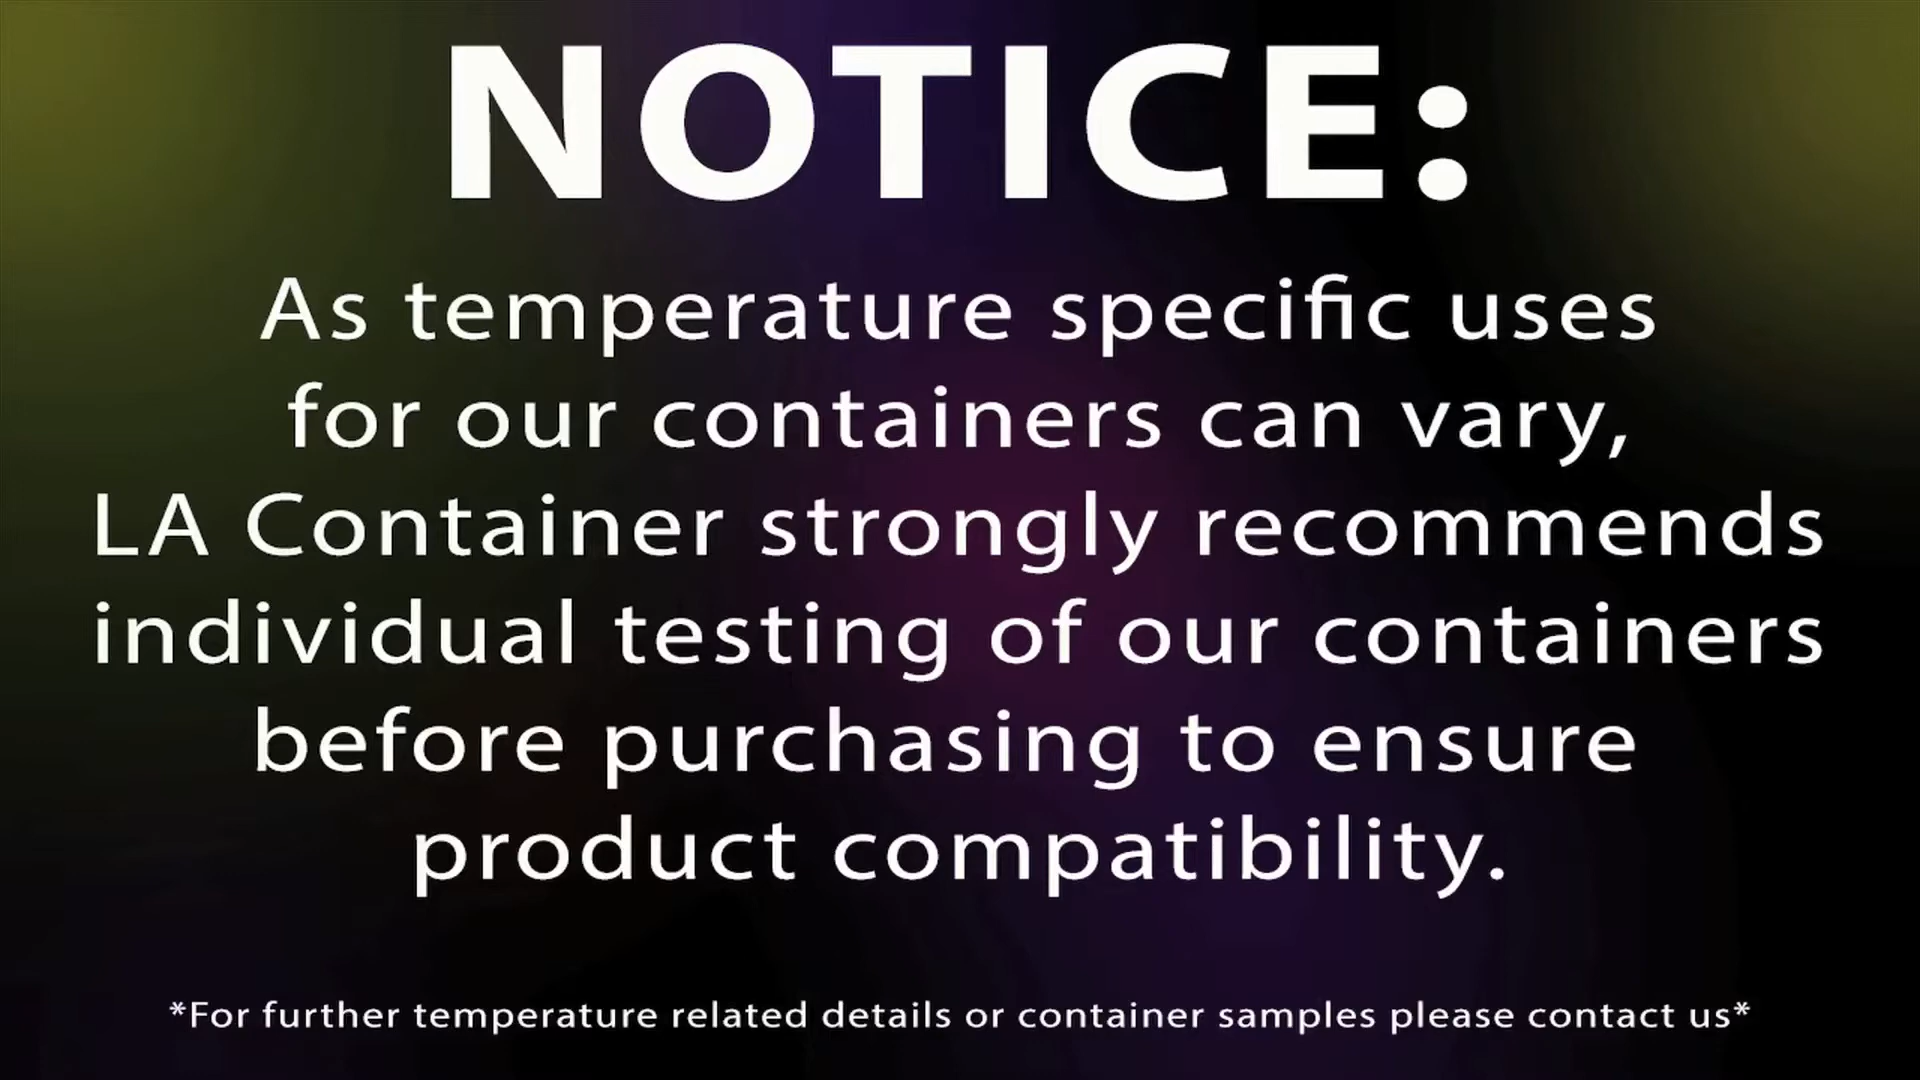 NOTICE:
As temperature specific uses
for our containers can vary,
LA Container strongly recommends
individual testing of our containers
before purchasing to ensure
product compatibility.
*For further temperature related details or container samples please contact us*